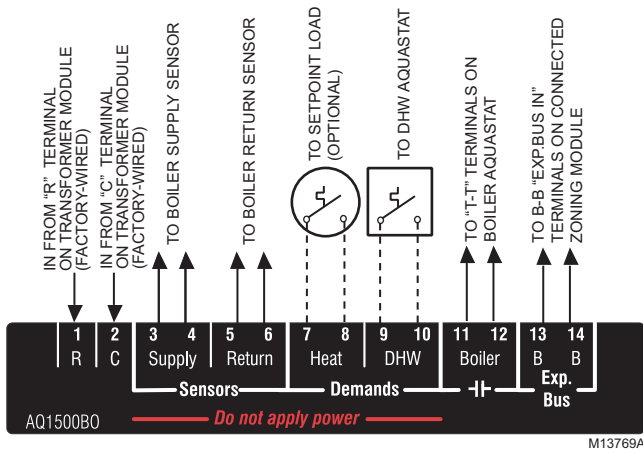 IN FROM “R” TERMINAL
ON TRANSFORMER MODULE
(FACTORY-WIRED)
IN FROM “C” TERMINAL
ON TRANSFORMER MODULE
(FACTORY-WIRED)
TO BOILER SUPPLY SENSOR
TO BOILER RETURN SENSOR
TO SETPOINT LOAD
(OPTIONAL)
TO DHW AQUASTAT
TO “T-T” TERMINALS ON
BOILER AQUASTAT
TO B-B “EXP.BUS IN”
TERMINALS ON CONNECTED
ZONING MODULE
1 2 3 4 5 6 7 8 9 10 11 12 13 14
R C Supply Return Heat DHW Boiler B B
Sensors Demands Exp.
Bus
AQ1500BO Do not apply power
M13769A